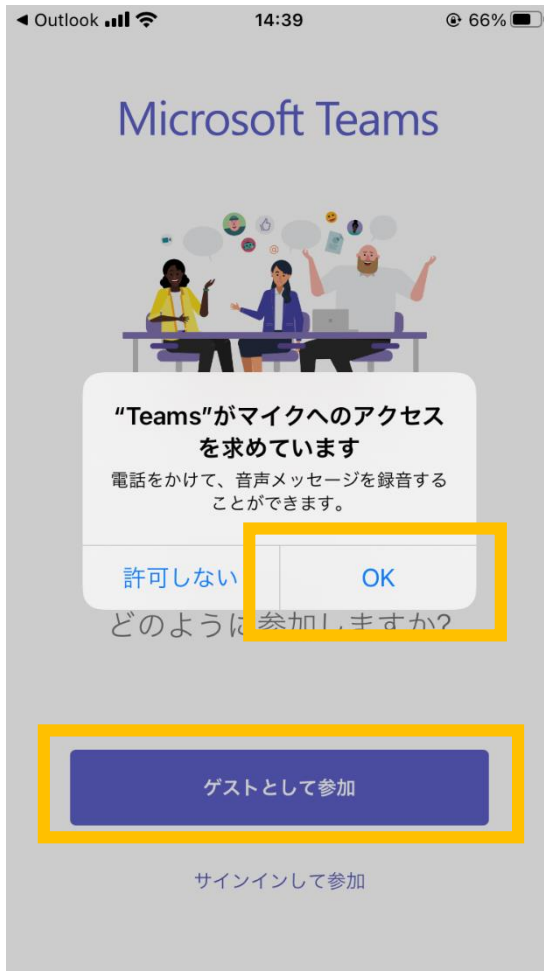 Outlook 14:39 66%
Microsoft Teams
“Teams”がマイクへのアクセス
を求めています
電話をかけて、音声メッセージを録音する
ことができます。
許可しない OK
どのように参加しますか?
ゲストとして参加
サインインして参加